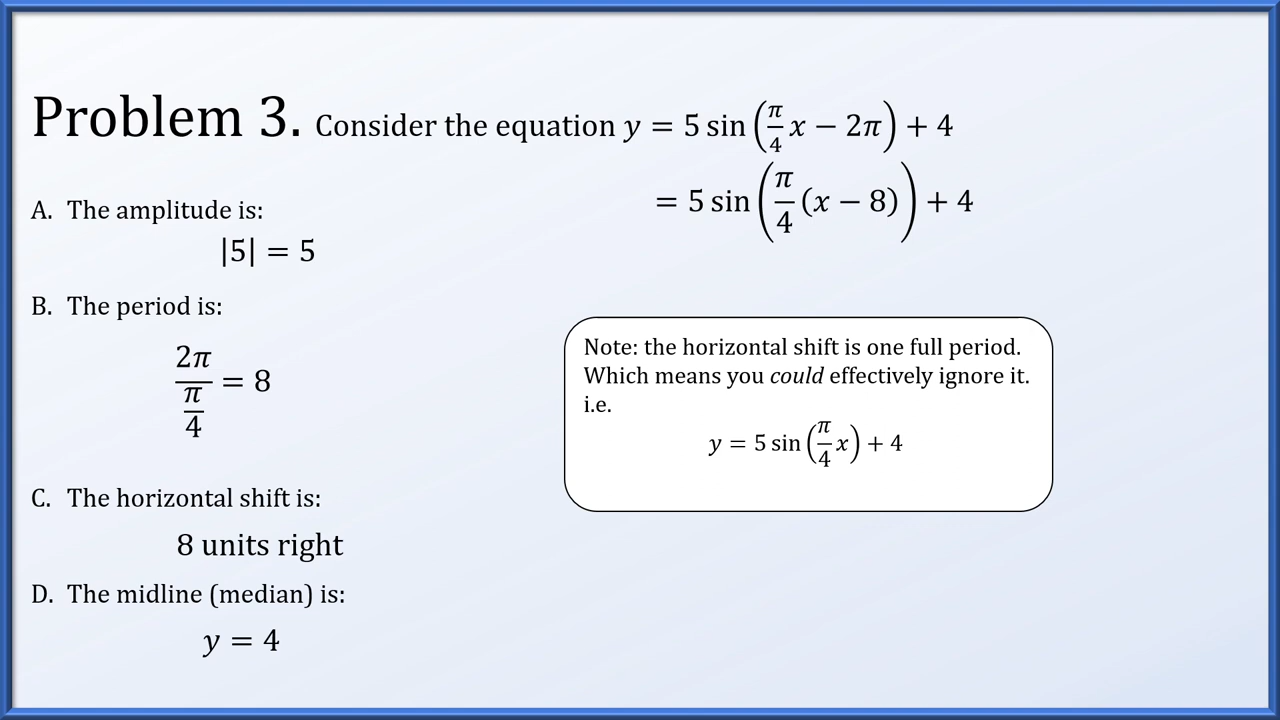 Problem 3. Consider the equation y = 5 sin(π/4 x − 2π) + 4
= 5 sin(π/4 (x − 8)) + 4
A. The amplitude is:
|5| = 5
B. The period is:
2π/(π/4) = 8
Note: the horizontal shift is one full period.
Which means you could effectively ignore it.
i.e.
y = 5 sin(π/4 x) + 4
C. The horizontal shift is:
8 units right
D. The midline (median) is:
y = 4